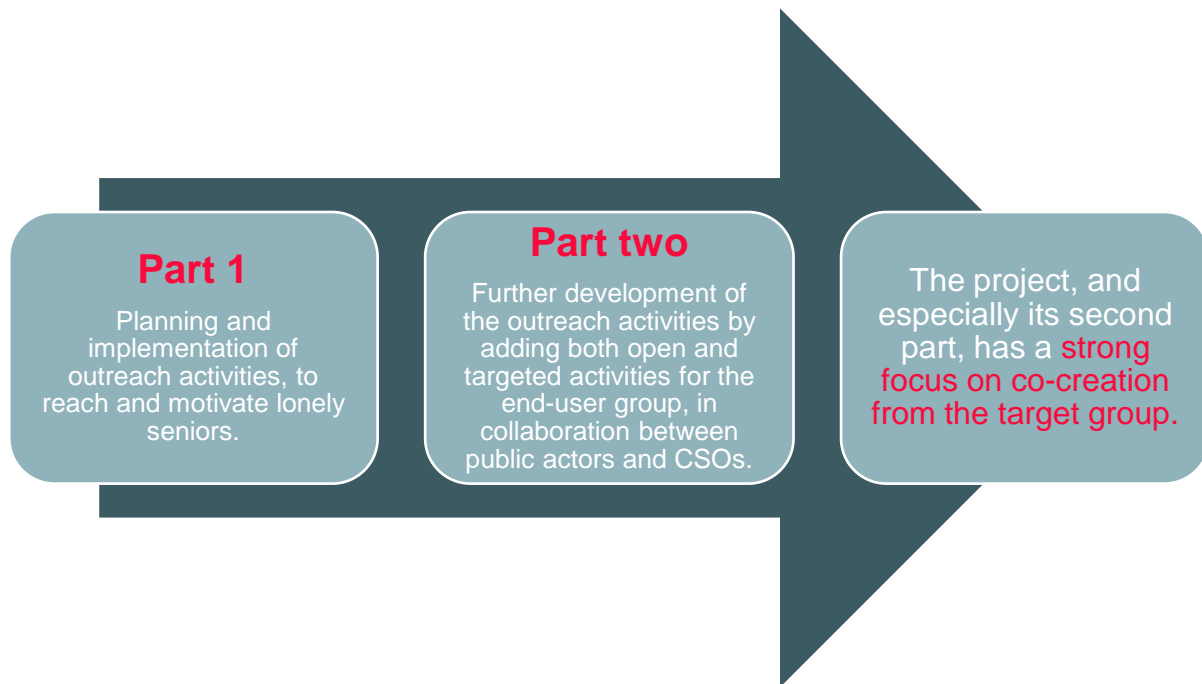 Part 1
Planning and
implementation of
outreach activities, to
reach and motivate lonely
seniors.
Part two
Further development of
the outreach activities by
adding both open and
targeted activities for the
end-user group, in
collaboration between
public actors and CSOs.
The project, and
especially its second
part, has a strong
focus on co-creation
from the target group.